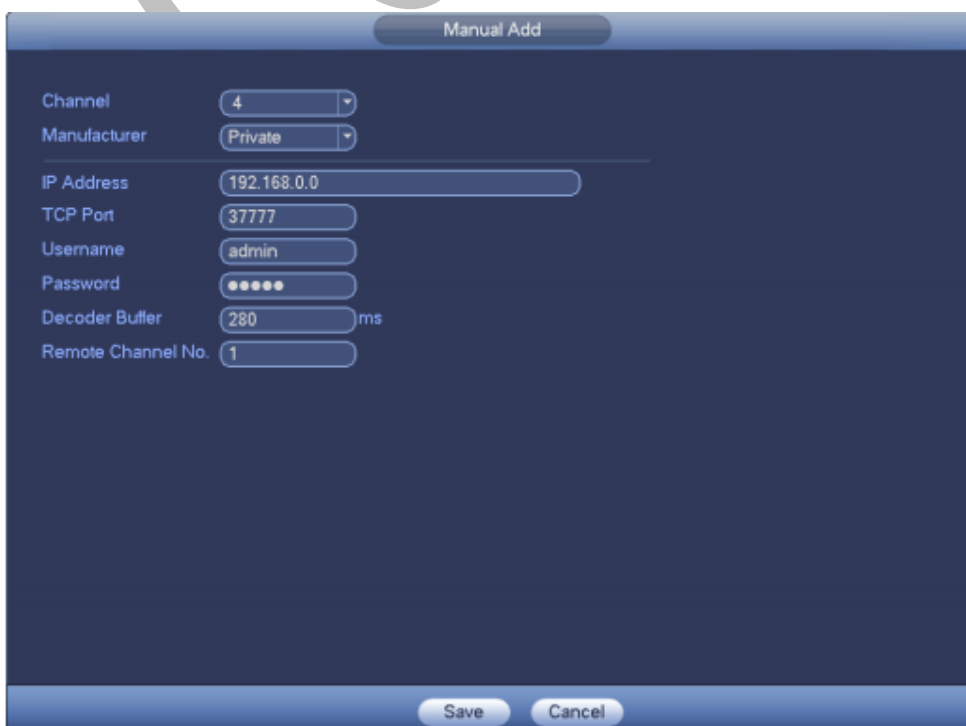 Manual Add
Channel 4
Manufacturer Private
IP Address 192.168.0.0
TCP Port 37777
Username admin
Password ●●●●●
Decoder Buffer 280 ms
Remote Channel No. 1
Save Cancel